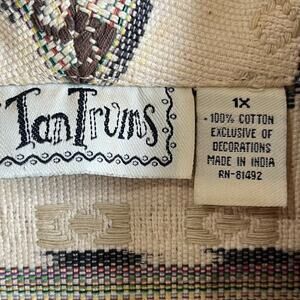 TanTrums
1X
- 100% COTTON
EXCLUSIVE OF
DECORATIONS
MADE IN INDIA
RN-81492